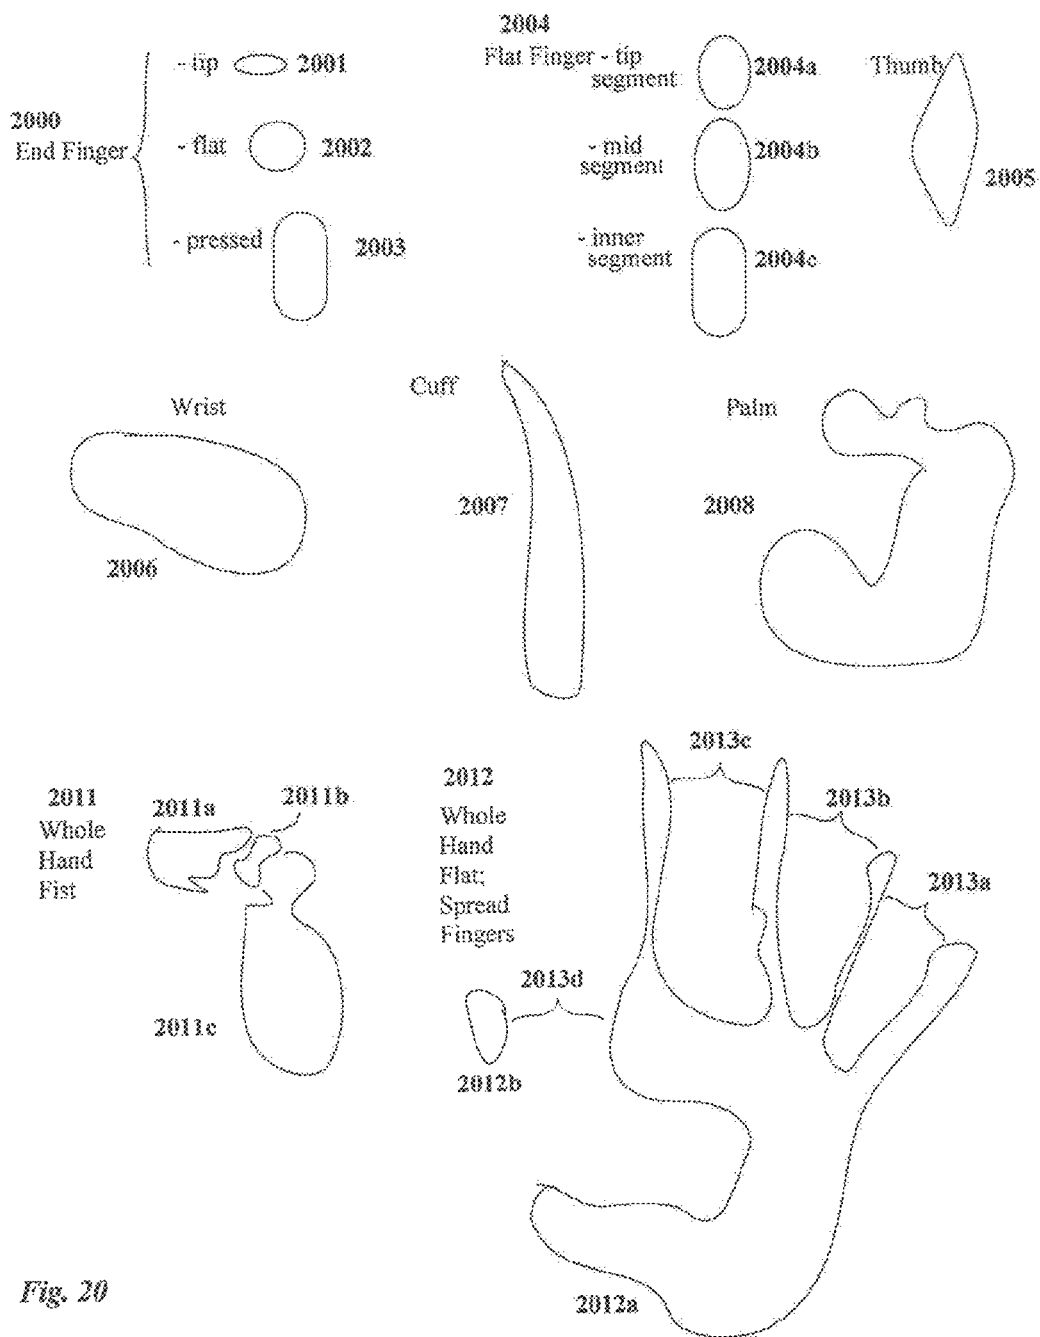 2000
End Finger
- tip 2001
- flat 2002
- pressed 2003
2004
Flat Finger - tip
segment 2004a
- mid
segment 2004b
- inner
segment 2004c
Thumb
2005
Wrist
2006
Cuff
2007
Palm
2008
2011
Whole
Hand
Fist
2011a
2011b
2011c
2012
Whole
Hand
Flat;
Spread
Fingers
2013c
2013b
2013a
2013d
2012b
2012a
Fig. 20